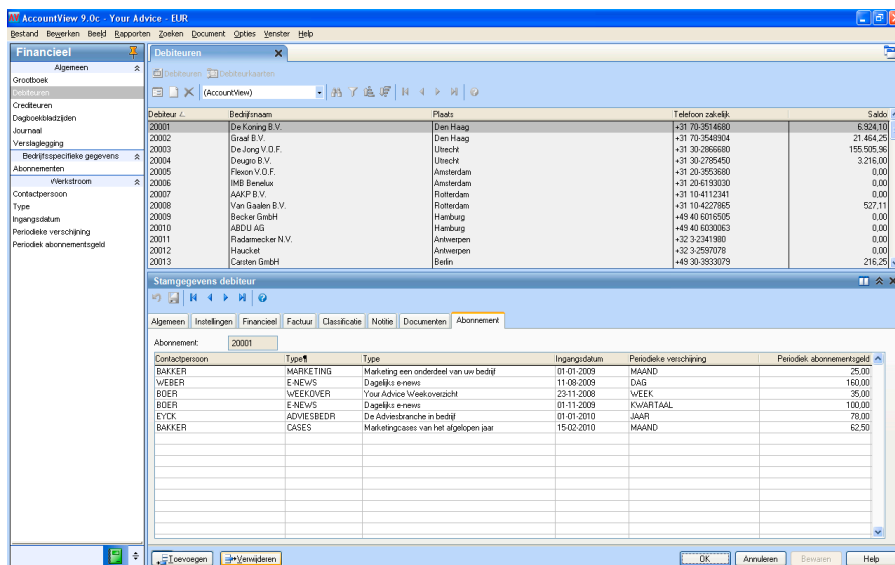 AccountView 9.0c - Your Advice - EUR
Bestand Bewerken Beeld Rapporten Zoeken Document Opties Venster Help
Financieel
Algemeen
Grootboek
Debiteuren
Crediteuren
Dagboekbladzijden
Journaal
Verslaglegging
Bedrijfsspecifieke gegevens
Abonnementen
Werkstroom
Contactpersoon
Type
Ingangsdatum
Periodieke verschijning
Periodiek abonnementsgeld
Debiteuren
Debiteuren Debiteurkaarten
(AccountView)
Debiteur Bedrijfsnaam Plaats Telefoon zakelijk Saldo
20001 De Koning B.V. Den Haag +31 70-3514680 6.924,10
20002 Graaf B.V. Den Haag +31 70-3548904 21.464,25
20003 De Jong V.O.F. Utrecht +31 30-2866680 155.505,96
20004 Deugro B.V. Utrecht +31 30-2785450 3.216,00
20005 Flexon V.O.F. Amsterdam +31 20-3553680 0,00
20006 IMB Benelux Amsterdam +31 20-6193030 0,00
20007 AAKP B.V. Rotterdam +31 10-4112341 0,00
20008 Van Gaalen B.V. Rotterdam +31 10-4227865 527,11
20009 Becker GmbH Hamburg +49 40 6016505 0,00
20010 ABDU AG Hamburg +49 40 6030063 0,00
20011 Radarmecker N.V. Antwerpen +32 3-2341980 0,00
20012 Haucket Antwerpen +32 3-2597078 0,00
20013 Carsten GmbH Berlin +49 30-3933079 216,25
Stamgegevens debiteur
Algemeen Instellingen Financieel Factuur Classificatie Notitie Documenten Abonnement
Abonnement: 20001
Contactpersoon Type¶ Type Ingangsdatum Periodieke verschijning Periodiek abonnementsgeld
BAKKER MARKETING Marketing een onderdeel van uw bedrijf 01-01-2009 MAAND 25,00
WEBER E-NEWS Dagelijks e-news 11-08-2009 DAG 160,00
BOER WEEKOVER Your Advice Weekoverzicht 23-11-2008 WEEK 35,00
BOER E-NEWS Dagelijks e-news 01-11-2009 KWARTAAL 100,00
EYCK ADVIESBEDR De Adviesbranche in bedrijf 01-01-2010 JAAR 78,00
BAKKER CASES Marketingcases van het afgelopen jaar 15-02-2010 MAAND 62,50
Toevoegen Verwijderen OK Annuleren Bewaren Help